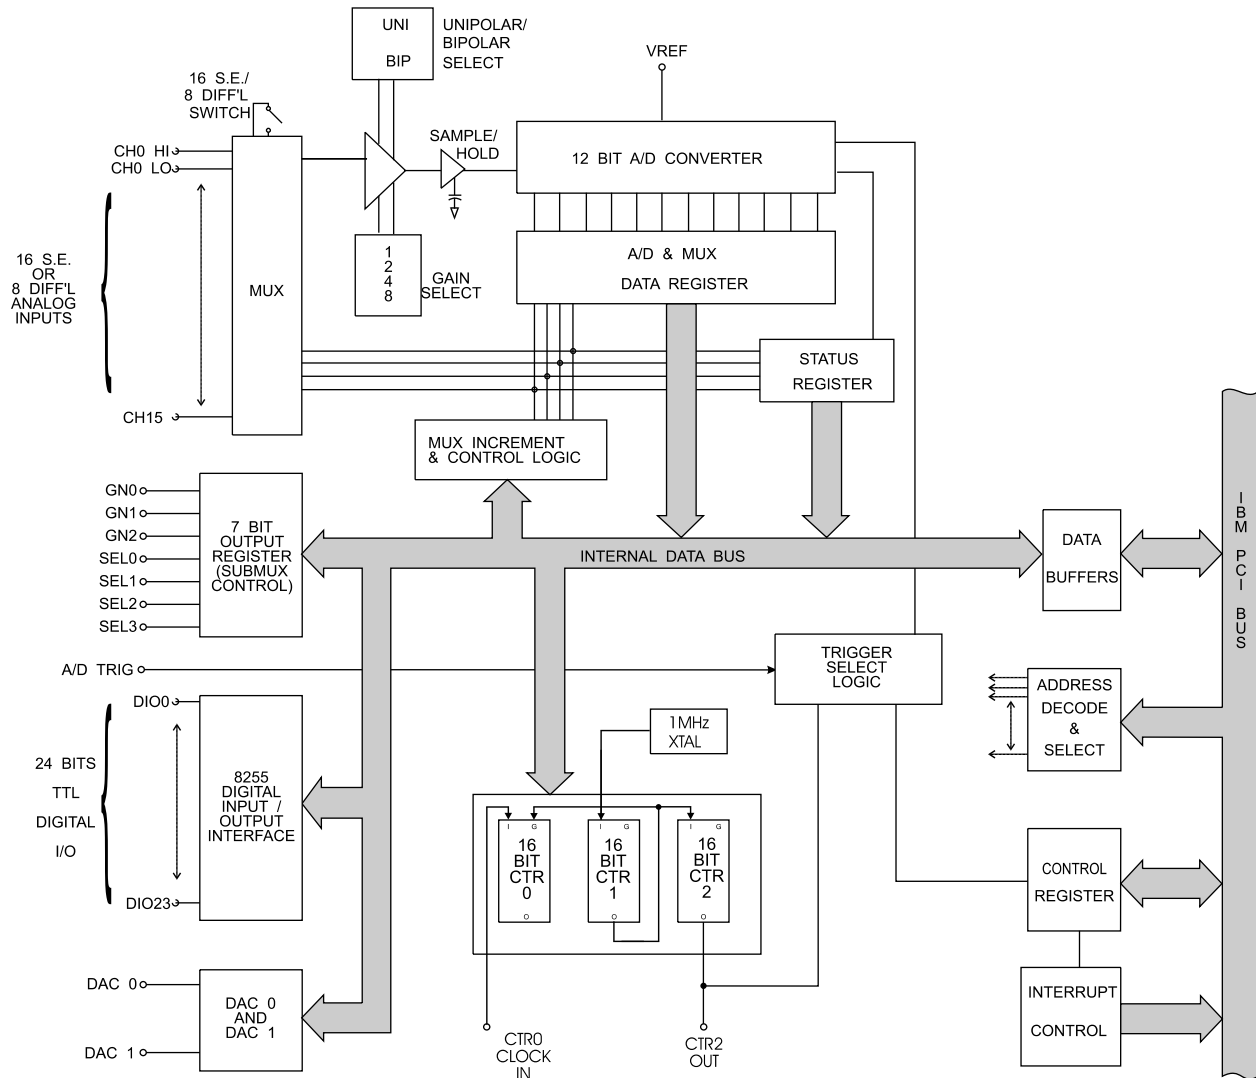 UNI
BIP
UNIPOLAR/
BIPOLAR
SELECT
VREF
16 S.E./
8 DIFF'L
SWITCH
CH0 HI
CH0 LO
SAMPLE/
HOLD
12 BIT A/D CONVERTER
16 S.E.
OR
8 DIFF'L
ANALOG
INPUTS
MUX
1
2
4
8
GAIN
SELECT
A/D & MUX
DATA REGISTER
STATUS
REGISTER
CH15
MUX INCREMENT
& CONTROL LOGIC
GN0
GN1
GN2
SEL0
SEL1
SEL2
SEL3
7 BIT
OUTPUT
REGISTER
(SUBMUX
CONTROL)
INTERNAL DATA BUS
DATA
BUFFERS
IBM PCI BUS
A/D TRIG
TRIGGER
SELECT
LOGIC
ADDRESS
DECODE
&
SELECT
DIO0
24 BITS
TTL
DIGITAL
I/O
DIO23
8255
DIGITAL
INPUT /
OUTPUT
INTERFACE
1MHz
XTAL
I G
16
BIT
CTR
0
O
I G
16
BIT
CTR
1
O
I G
16
BIT
CTR
2
O
CONTROL
REGISTER
DAC 0
DAC 1
DAC 0
AND
DAC 1
INTERRUPT
CONTROL
CTR0
CLOCK
IN
CTR2
OUT